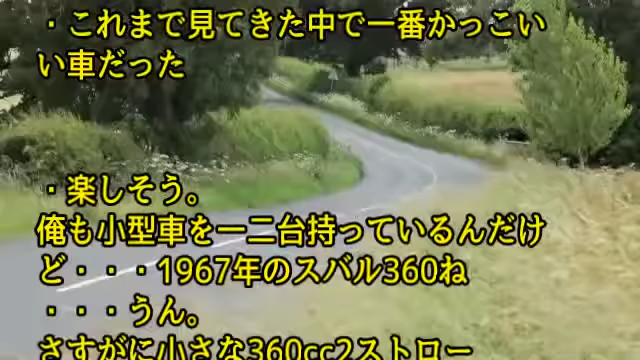 ・これまで見てきた中で一番かっこい
い車だった
・楽しそう。
俺も小型車を一二台持っているんだけ
ど・・・1967年のスバル360ね
・・・うん。
さすがに小さな360cc2ストロー